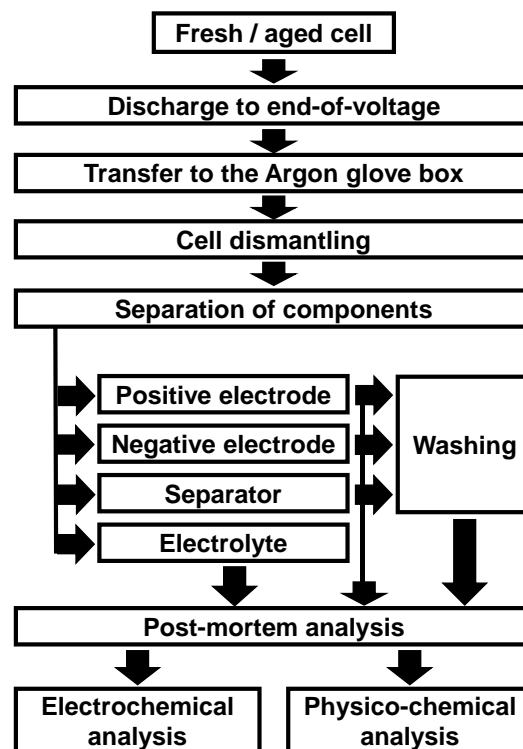 Fresh / aged cell
Discharge to end-of-voltage
Transfer to the Argon glove box
Cell dismantling
Separation of components
Positive electrode
Negative electrode
Separator
Electrolyte
Washing
Post-mortem analysis
Electrochemical
analysis
Physico-chemical
analysis